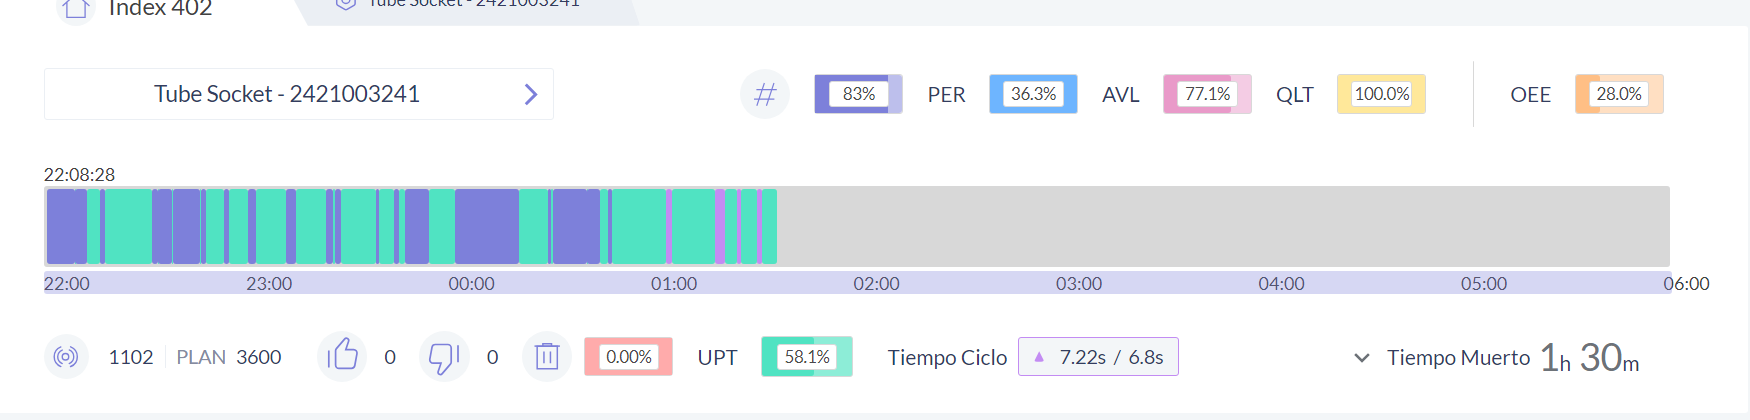 Index 402
Tube Socket - 2421003241
Tube Socket - 2421003241
# 83% PER 36.3% AVL 77.1% QLT 100.0% OEE 28.0%
22:08:28
22:00 23:00 00:00 01:00 02:00 03:00 04:00 05:00 06:00
1102 PLAN 3600 0 0 0.00% UPT 58.1% Tiempo Ciclo 7.22s / 6.8s Tiempo Muerto 1h 30m